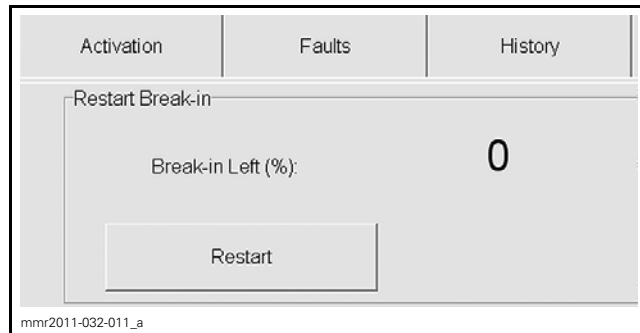 Activation Faults History
Restart Break-in
Break-in Left (%): 0
Restart
mmr2011-032-011_a